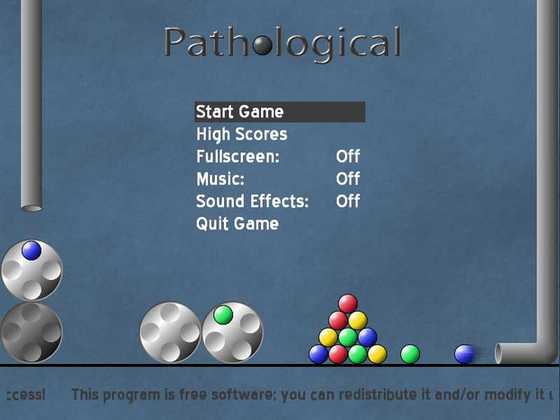 Pathological
Start Game
High Scores
Fullscreen: Off
Music: Off
Sound Effects: Off
Quit Game
ccess! This program is free software; you can redistribute it and/or modify it